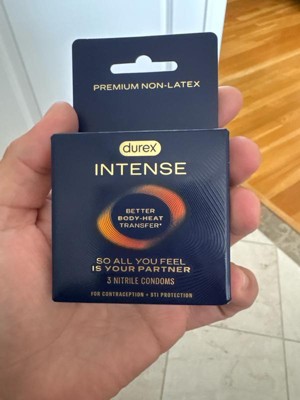 PREMIUM NON-LATEX
durex
INTENSE
BETTER
BODY-HEAT
TRANSFER*
SO ALL YOU FEEL
IS YOUR PARTNER
3 NITRILE CONDOMS
FOR CONTRACEPTION + STI PROTECTION